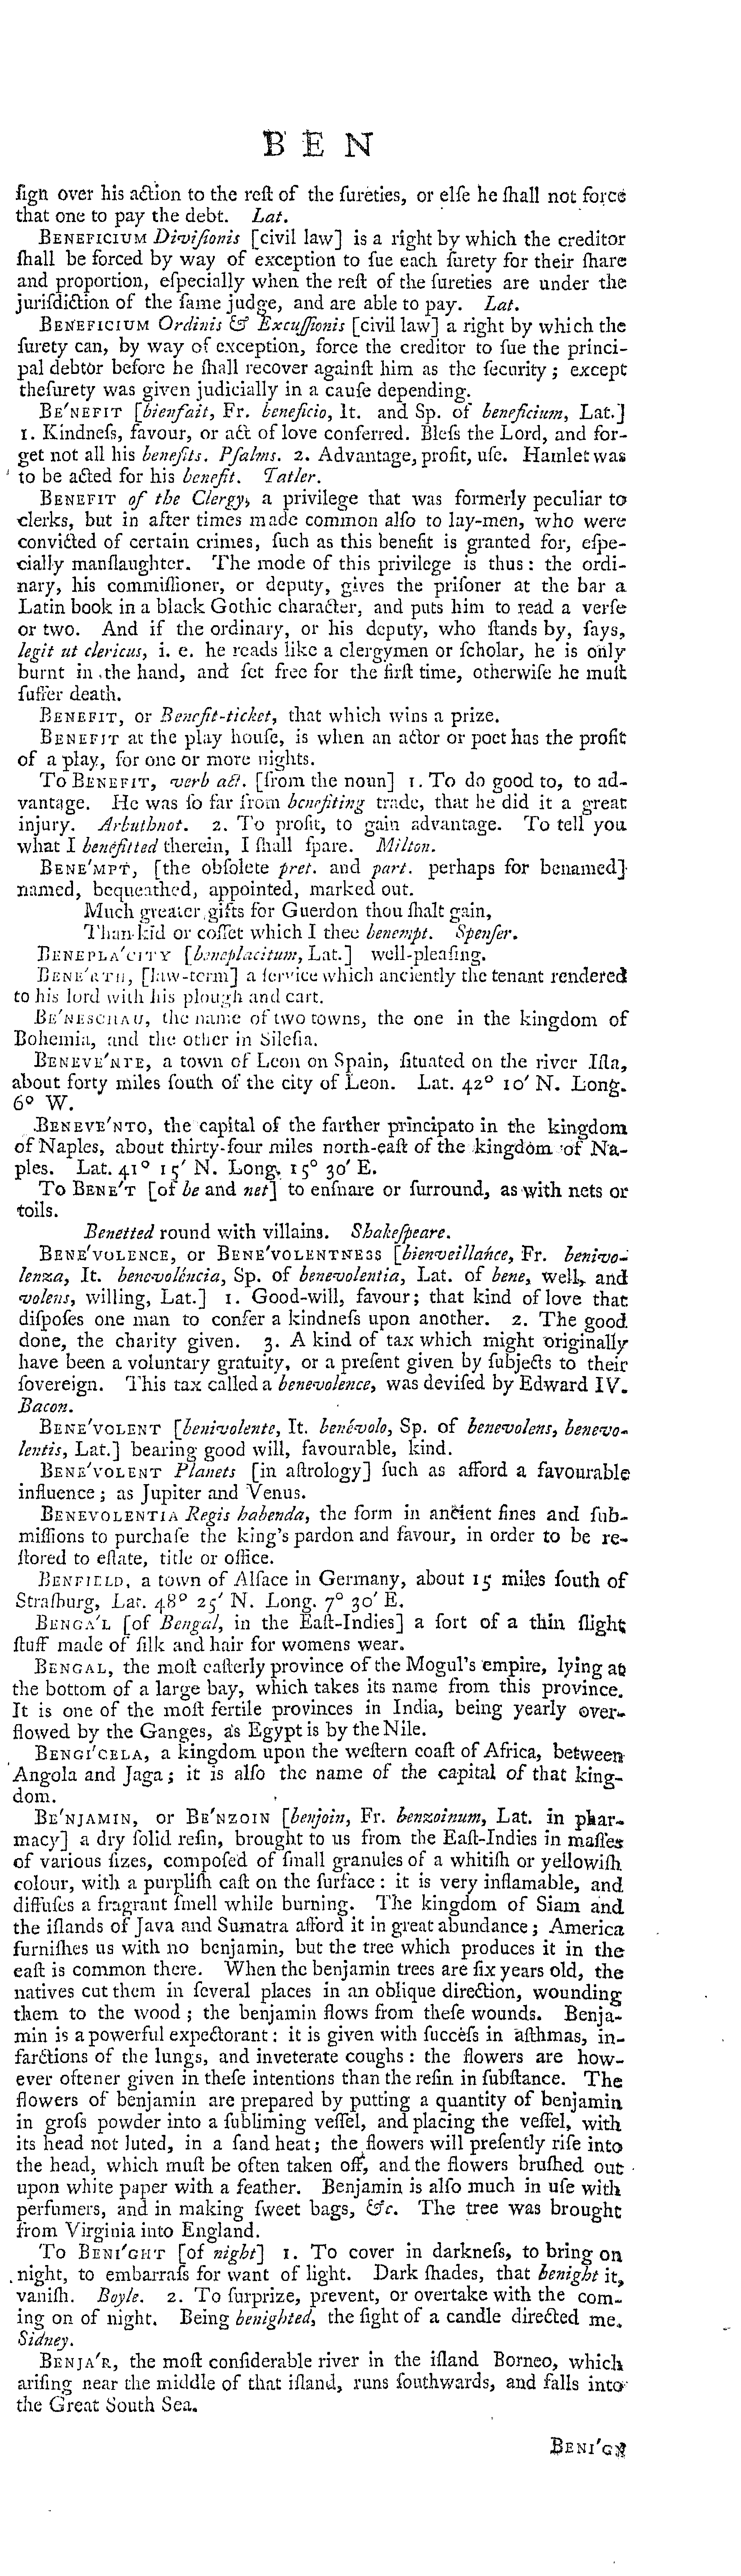 B E N
ſign over his action to the reſt of the ſureties, or elſe he ſhall not force
that one to pay the debt. Lat.
BENEFICIUM Diviſionis [civil law] is a right by which the creditor
ſhall be forced by way of exception to ſue each ſurety for their ſhare
and proportion, eſpecially when the reſt of the ſureties are under the
juriſdiction of the ſame judge, and are able to pay. Lat.
BENEFICIUM Ordinis & Excuſſionis [civil law] a right by which the
ſurety can, by way of exception, force the creditor to ſue the princi-
pal debtor before he ſhall recover againſt him as the ſecurity; except
theſurety was given judicially in a cauſe depending.
BE'NEFIT [bienfait, Fr. beneficio, It. and Sp. of beneficium, Lat.]
1. Kindneſs, favour, or act of love conferred. Bleſs the Lord, and for-
get not all his benefits. Pſalms. 2. Advantage, profit, uſe. Hamlet was
to be acted for his benefit. Tatler.
BENEFIT of the Clergy, a privilege that was formerly peculiar to
clerks, but in after times made common alſo to lay-men, who were
convicted of certain crimes, ſuch as this benefit is granted for, eſpe-
cially manſlaughter. The mode of this privilege is thus: the ordi-
nary, his commiſſioner, or deputy, gives the priſoner at the bar a
Latin book in a black Gothic character, and puts him to read a verſe
or two. And if the ordinary, or his deputy, who ſtands by, ſays,
legit ut clericus, i. e. he reads like a clergymen or ſcholar, he is only
burnt in the hand, and ſet free for the firſt time, otherwiſe he muſt
ſuffer death.
BENEFIT, or Benefit-ticket, that which wins a prize.
BENEFIT at the play houſe, is when an actor or poet has the profit
of a play, for one or more nights.
To BENEFIT, verb act. [from the noun] 1. To do good to, to ad-
vantage. He was ſo far from benefiting trade, that he did it a great
injury. Arbuthnot. 2. To profit, to gain advantage. To tell you
what I benefitted therein, I ſhall ſpare. Milton.
BENE'MPT, [the obſolete pret. and part. perhaps for benamed]
named, bequeathed, appointed, marked out.
Much greater gifts for Guerdon thou ſhalt gain,
Than kid or coſſet which I thee benempt. Spenſer.
BENEPLA'CITY [beneplacitum, Lat.] well-pleaſing.
BENE'ATH, [law-term] a ſervice which anciently the tenant rendered
to his lord with his plough and cart.
BE'NESCHAU, the name of two towns, the one in the kingdom of
Bohemia, and the other in Sileſia.
BENEVE'NTE, a town of Leon on Spain, ſituated on the river Iſla,
about forty miles ſouth of the city of Leon. Lat. 42° 10' N. Long.
6° W.
BENEVE'NTO, the capital of the farther principato in the kingdom
of Naples, about thirty-four miles north-eaſt of the kingdom of Na-
ples. Lat. 41° 15' N. Long. 15° 30' E.
To BENE'T [of be and net] to enſnare or ſurround, as with nets or
toils.
Benetted round with villains. Shakeſpeare.
BENE'VOLENCE, or BENE'VOLENTNESS [bienveillance, Fr. benivo-
lenza, It. benevoléncia, Sp. of benevolentia, Lat. of bene, well, and
volens, willing, Lat.] 1. Good-will, favour; that kind of love that
diſpoſes one man to confer a kindneſs upon another. 2. The good
done, the charity given. 3. A kind of tax which might originally
have been a voluntary gratuity, or a preſent given by ſubjects to their
ſovereign. This tax called a benevolence, was deviſed by Edward IV.
Bacon.
BENE'VOLENT [benivolente, It. benévolo, Sp. of benevolens, benevo-
lentis, Lat.] bearing good will, favourable, kind.
BENE'VOLENT Planets [in aſtrology] ſuch as afford a favourable
influence; as Jupiter and Venus.
BENEVOLENTIA Regis habenda, the form in ancient fines and ſub-
miſſions to purchaſe the king's pardon and favour, in order to be re-
ſtored to eſtate, title or office.
BENFIELD, a town of Alſace in Germany, about 15 miles ſouth of
Straſburg, Lat. 48° 25' N. Long. 7° 30' E.
BENGA'L [of Bengal, in the Eaſt-Indies] a ſort of a thin ſlight
ſtuff made of ſilk and hair for womens wear.
BENGAL, the moſt eaſterly province of the Mogul's empire, lying at
the bottom of a large bay, which takes its name from this province.
It is one of the moſt fertile provinces in India, being yearly over-
flowed by the Ganges, as Egypt is by the Nile.
BENGI'CELA, a kingdom upon the weſtern coaſt of Africa, between
Angola and Jaga; it is alſo the name of the capital of that king-
dom.
BE'NJAMIN, or BE'NZOIN [benjoin, Fr. benzoinum, Lat. in phar-
macy] a dry ſolid reſin, brought to us from the Eaſt-Indies in maſſes
of various ſizes, compoſed of ſmall granules of a whitiſh or yellowiſh
colour, with a purpliſh caſt on the ſurface: it is very inflamable, and
diffuſes a fragrant ſmell while burning. The kingdom of Siam and
the iſlands of Java and Sumatra afford it in great abundance; America
furniſhes us with no benjamin, but the tree which produces it in the
eaſt is common there. When the benjamin trees are ſix years old, the
natives cut them in ſeveral places in an oblique direction, wounding
them to the wood; the benjamin flows from theſe wounds. Benja-
min is a powerful expectorant: it is given with ſucceſs in aſthmas, in-
farctions of the lungs, and inveterate coughs: the flowers are how-
ever oftener given in theſe intentions than the reſin in ſubſtance. The
flowers of benjamin are prepared by putting a quantity of benjamin
in groſs powder into a ſubliming veſſel, and placing the veſſel, with
its head not luted, in a ſand heat; the flowers will preſently riſe into
the head, which muſt be often taken off, and the flowers bruſhed out
upon white paper with a feather. Benjamin is alſo much in uſe with
perfumers, and in making ſweet bags, &c. The tree was brought
from Virginia into England.
To BENI'GHT [of night] 1. To cover in darkneſs, to bring on
night, to embarraſs for want of light. Dark ſhades, that benight it,
vaniſh. Boyle. 2. To ſurprize, prevent, or overtake with the com-
ing on of night. Being benighted, the ſight of a candle directed me.
Sidney.
BENJA'R, the moſt conſiderable river in the iſland Borneo, which
ariſing near the middle of that iſland, runs ſouthwards, and falls into
the Great South Sea.
BENI'GN